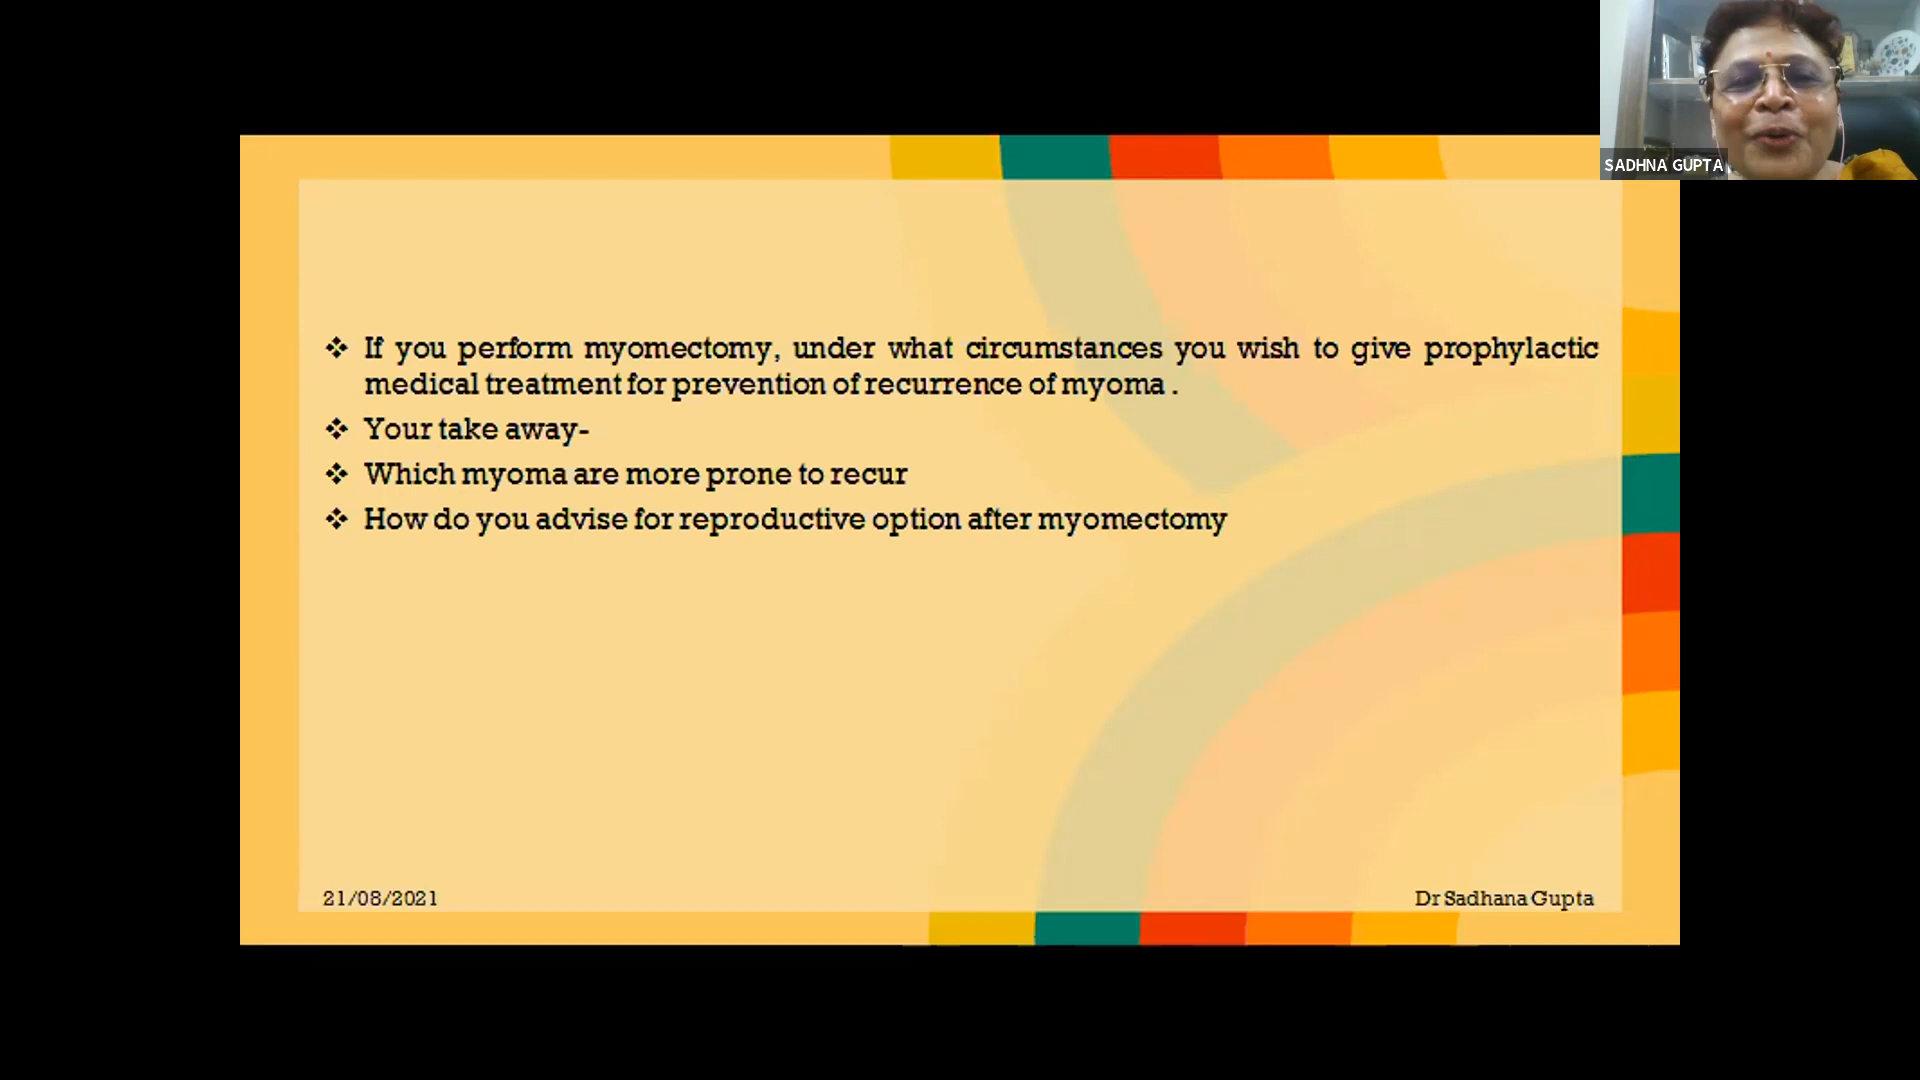 SADHNA GUPTA
❖ If you perform myomectomy, under what circumstances you wish to give prophylactic
medical treatment for prevention of recurrence of myoma .
❖ Your take away-
❖ Which myoma are more prone to recur
❖ How do you advise for reproductive option after myomectomy
21/08/2021
Dr Sadhana Gupta